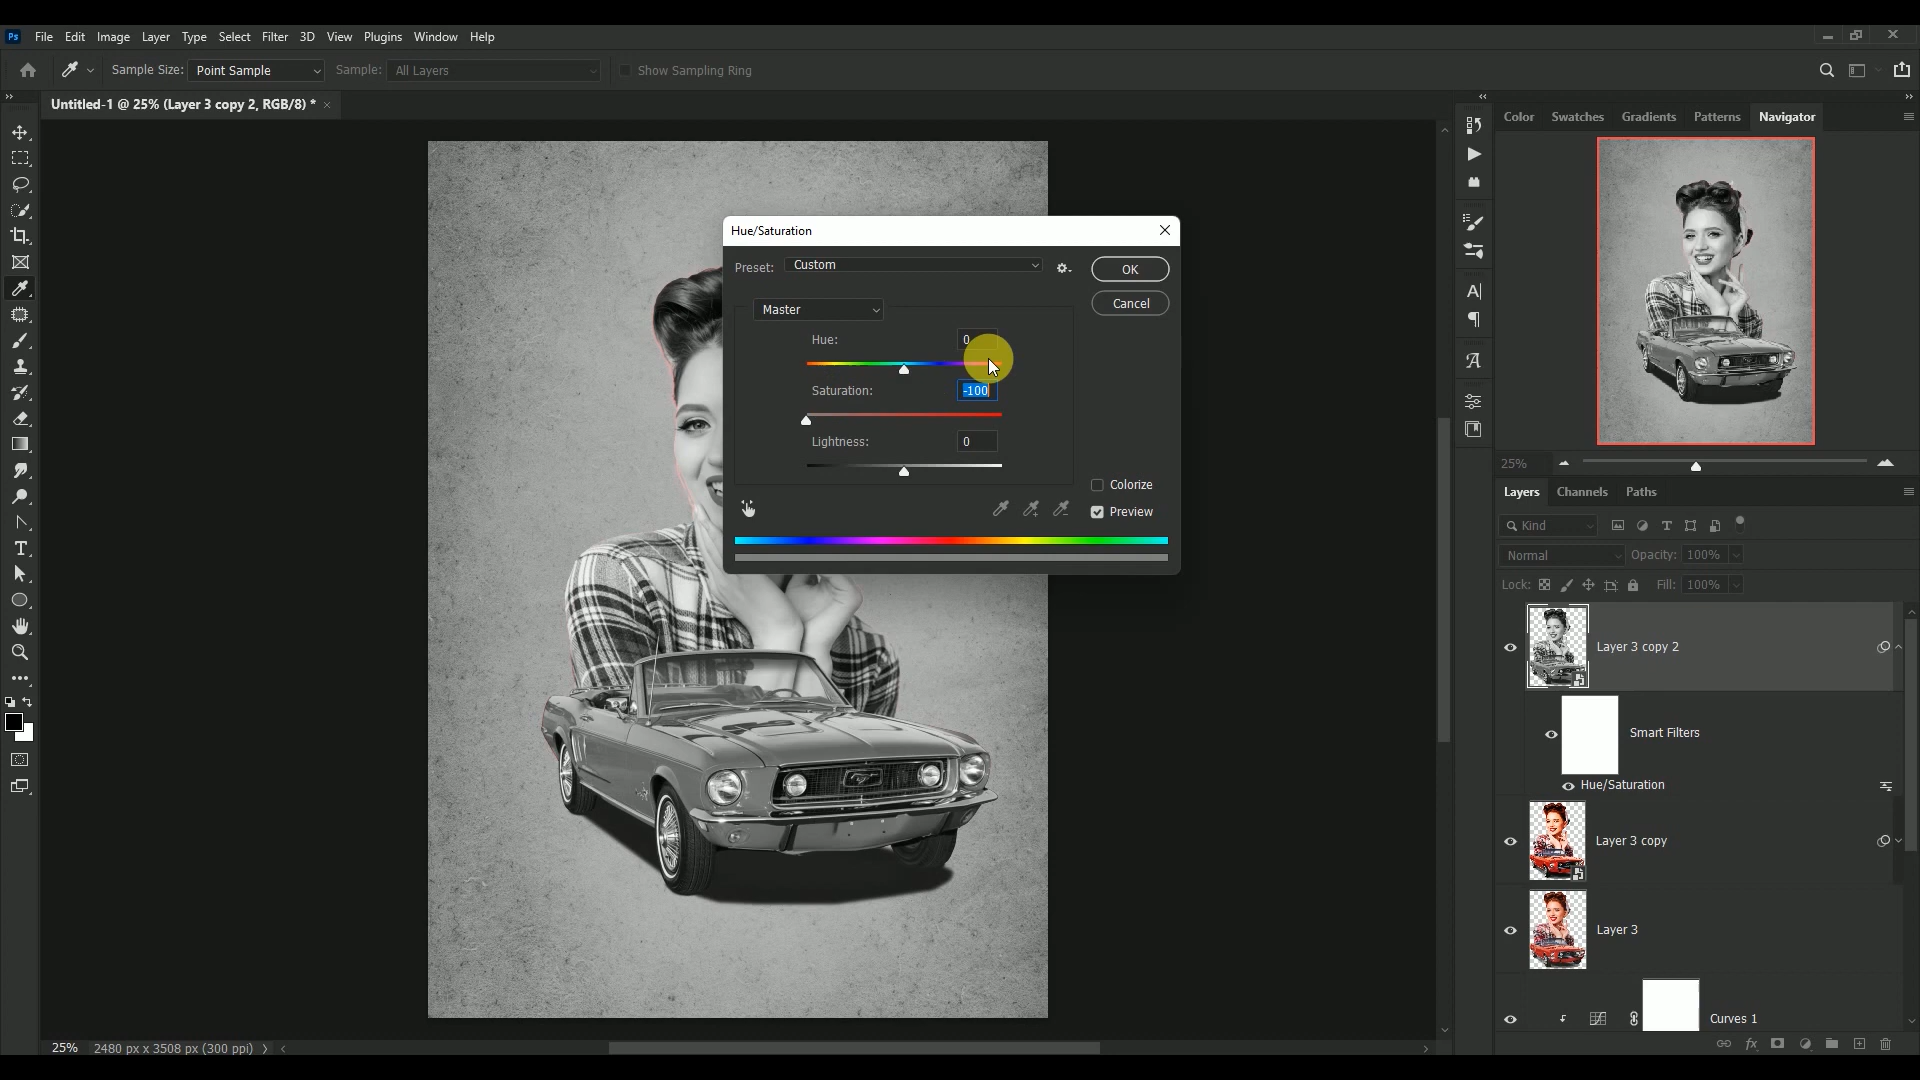 Ps File Edit Image Layer Type Select Filter 3D View Plugins Window Help
Sample Size: Point Sample Sample: All Layers Show Sampling Ring
Untitled-1 @ 25% (Layer 3 copy 2, RGB/8) *
Color Swatches Gradients Patterns Navigator
Hue/Saturation
Preset: Custom
OK
Cancel
Master
Hue: 0
Saturation: -100
Lightness: 0
Colorize
Preview
25%
Layers Channels Paths
Kind
Normal Opacity: 100%
Lock: Fill: 100%
Layer 3 copy 2
Smart Filters
Hue/Saturation
Layer 3 copy
Layer 3
Curves 1
25% 2480 px x 3508 px (300 ppi)